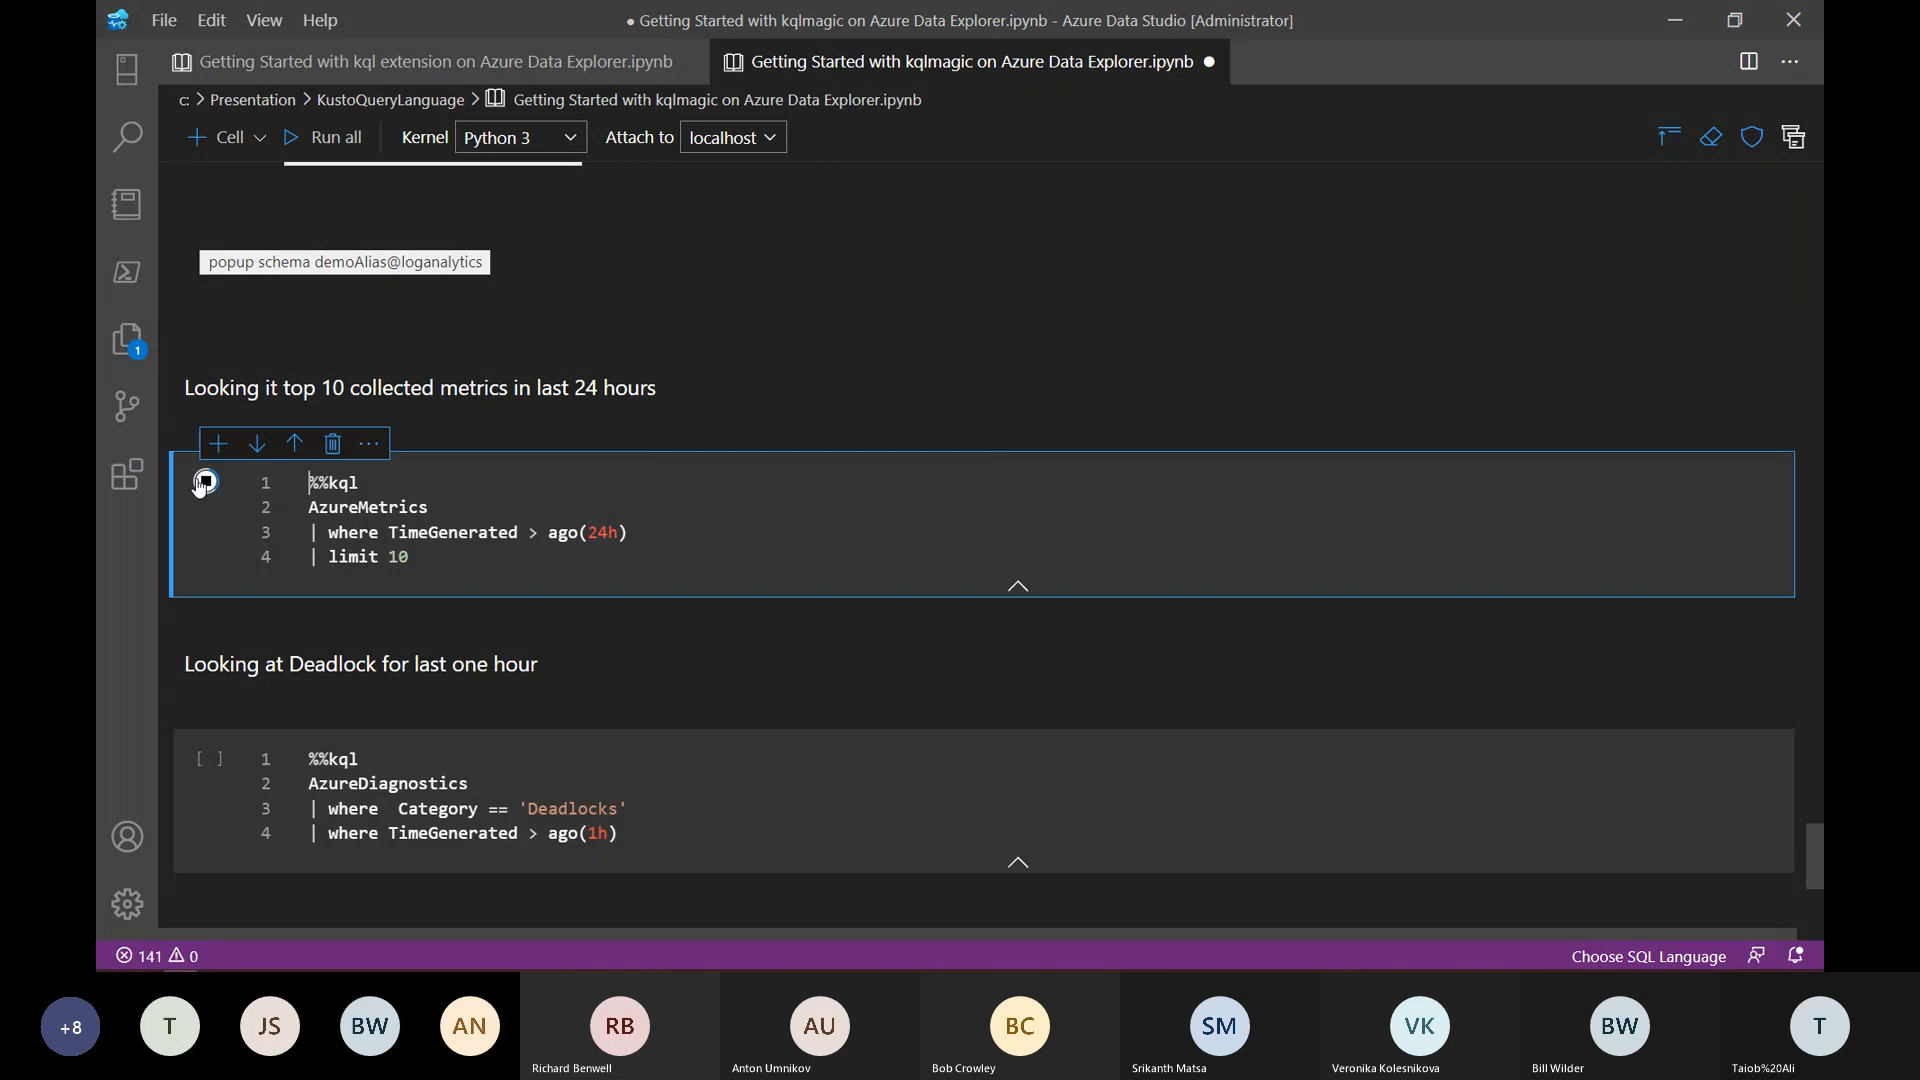 File Edit View Help
● Getting Started with kqlmagic on Azure Data Explorer.ipynb - Azure Data Studio [Administrator]
Getting Started with kql extension on Azure Data Explorer.ipynb
Getting Started with kqlmagic on Azure Data Explorer.ipynb ●
c: > Presentation > KustoQueryLanguage > Getting Started with kqlmagic on Azure Data Explorer.ipynb
Cell Run all Kernel Python 3 Attach to localhost
popup schema demoAlias@loganalytics
1
Looking it top 10 collected metrics in last 24 hours
1 %%kql
2 AzureMetrics
3 | where TimeGenerated > ago(24h)
4 | limit 10
Looking at Deadlock for last one hour
[ ] 1 %%kql
2 AzureDiagnostics
3 | where  Category == 'Deadlocks'
4 | where TimeGenerated > ago(1h)
141 0
Choose SQL Language
+8 T JS BW AN RB AU BC SM VK BW T
Richard Benwell Anton Umnikov Bob Crowley Srikanth Matsa Veronika Kolesnikova Bill Wilder Taiob%20Ali